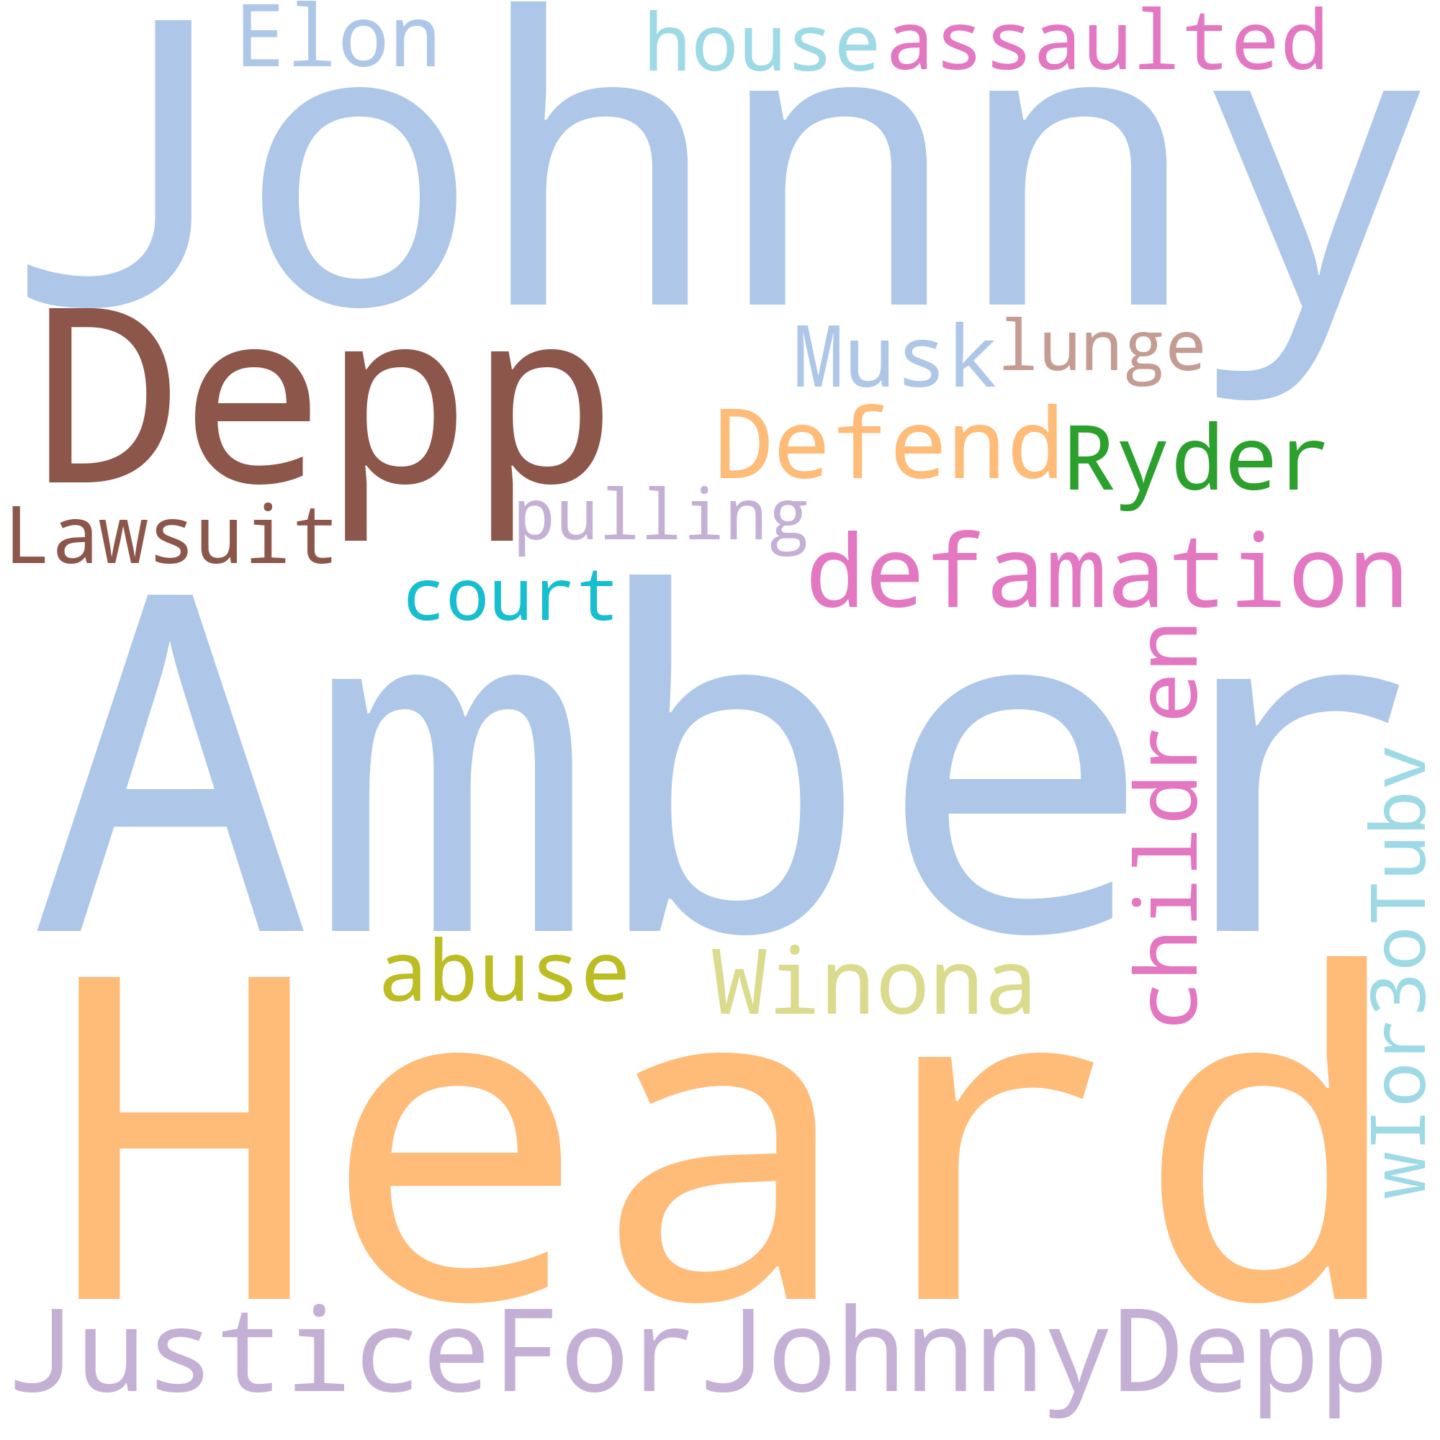 Elon
house
assaulted
Johnny
Depp
Musk
lunge
Defend
Ryder
Lawsuit
pulling
defamation
court
Amber
children
wIor3oTubv
abuse
Winona
Heard
JusticeForJohnnyDepp